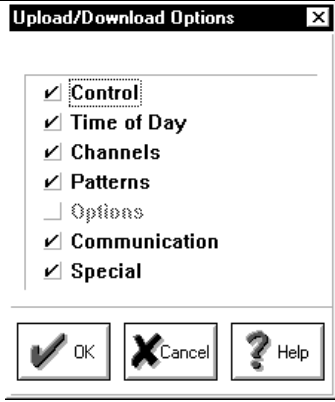 Upload/Download Options
Control
Time of Day
Channels
Patterns
Options
Communication
Special
OK
Cancel
Help